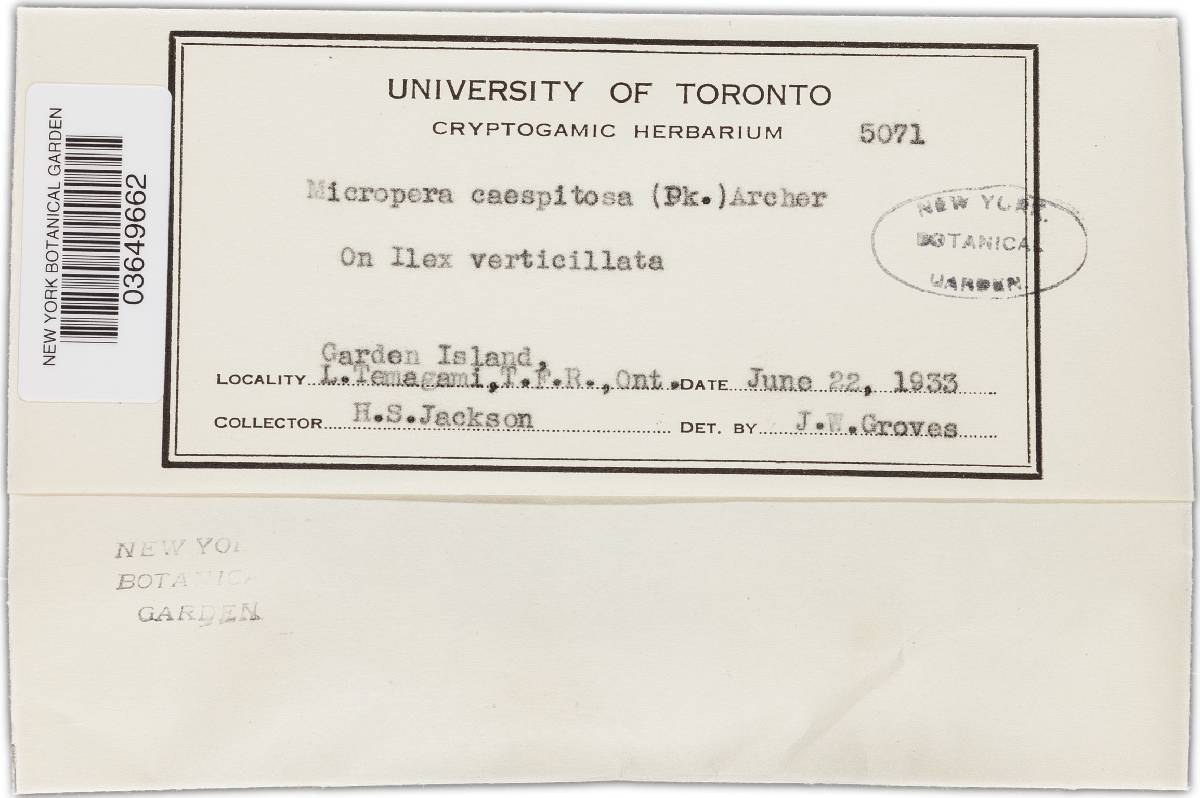 UNIVERSITY OF TORONTO
CRYPTOGAMIC HERBARIUM 5071
Micropera caespitosa (Pk.)Archer
On Ilex verticillata
NEW YORK
BOTANICAL
GARDEN
Garden Island,
LOCALITY L.Temagami,T.F.R.,Ont. DATE June 22, 1933
COLLECTOR H.S.Jackson DET. BY J.W.Groves
NEW YORK BOTANICAL GARDEN
03649662
NEW YO
BOTANICA
GARDEN